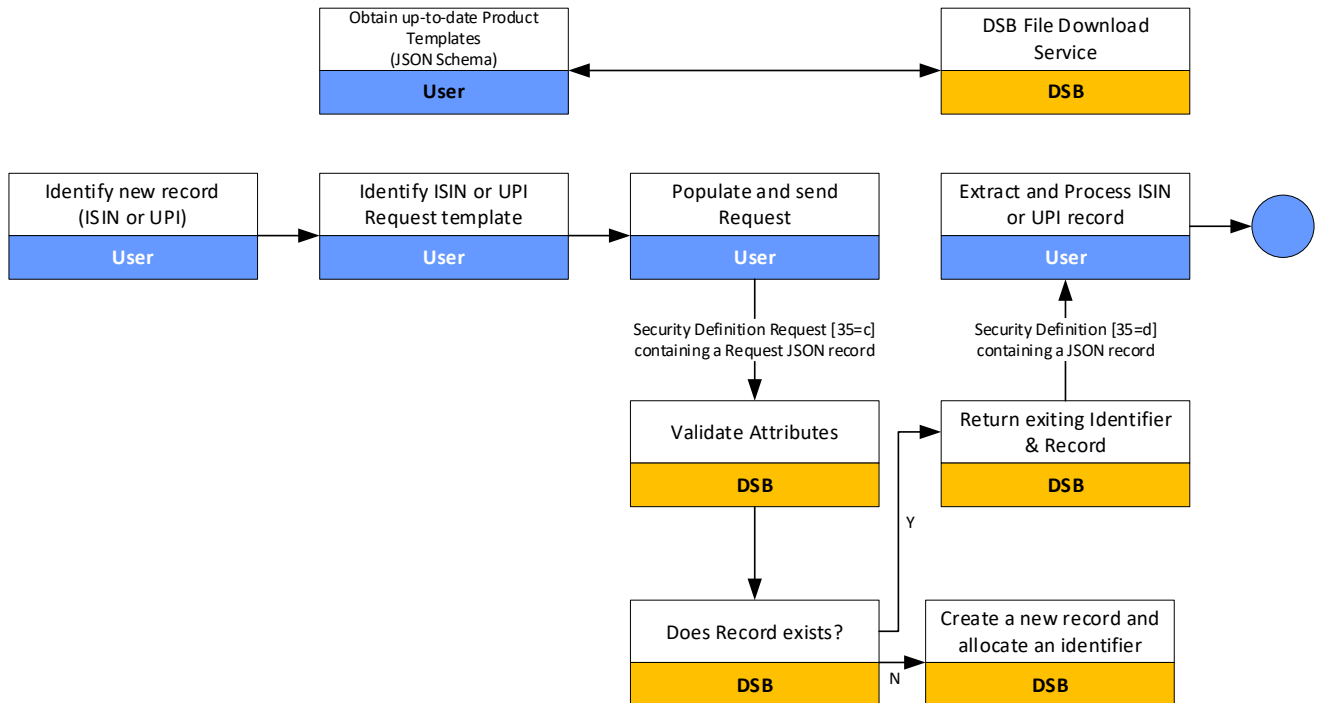 Obtain up-to-date Product
Templates
(JSON Schema)
User
DSB File Download
Service
DSB
Identify new record
(ISIN or UPI)
User
Identify ISIN or UPI
Request template
User
Populate and send
Request
User
Extract and Process ISIN
or UPI record
User
Security Definition Request [35=c]
containing a Request JSON record
Security Definition [35=d]
containing a JSON record
Validate Attributes
DSB
Return exiting Identifier
& Record
DSB
Y
Does Record exists?
DSB
N
Create a new record and
allocate an identifier
DSB